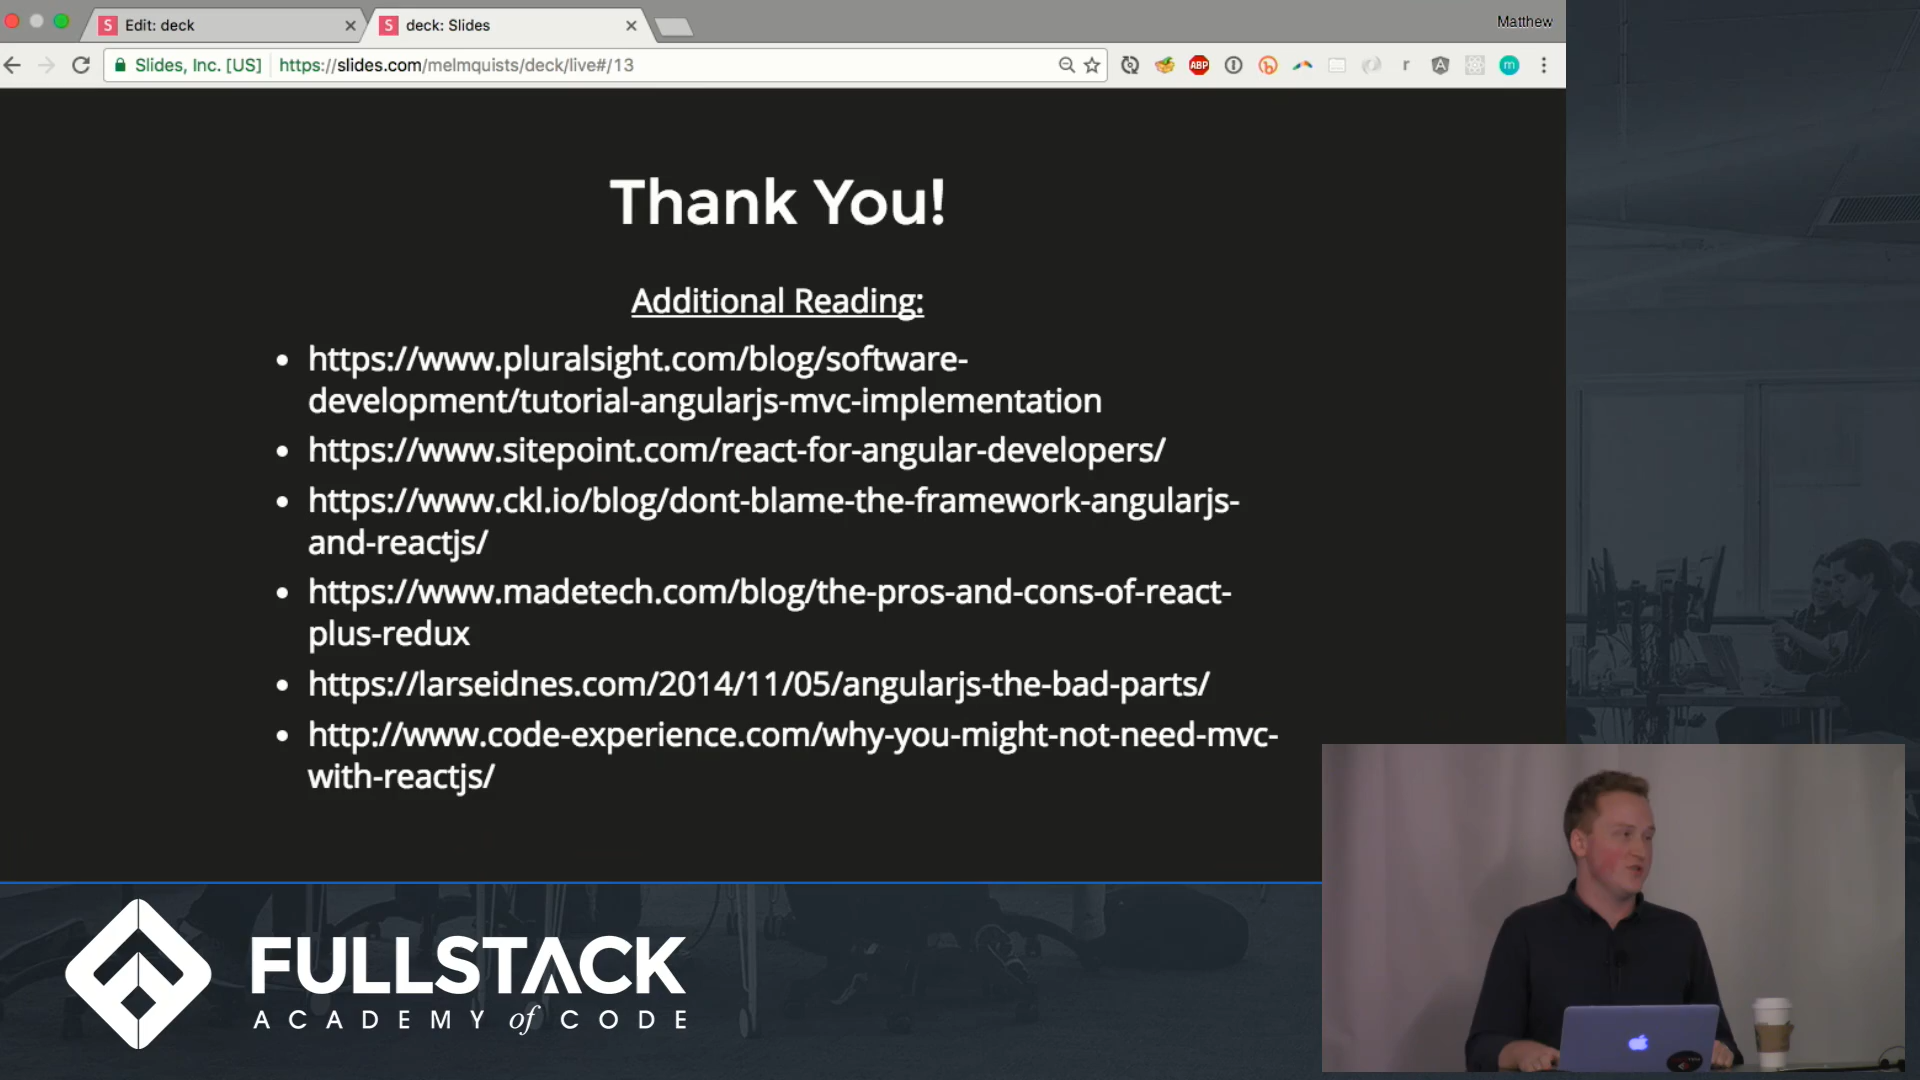 Edit: deck
deck: Slides
Matthew
Slides, Inc. [US]
https://slides.com/melmquists/deck/live#/13
ABP
r
A
m
Thank You!
Additional Reading:
• https://www.pluralsight.com/blog/software-
development/tutorial-angularjs-mvc-implementation
• https://www.sitepoint.com/react-for-angular-developers/
• https://www.ckl.io/blog/dont-blame-the-framework-angularjs-
and-reactjs/
• https://www.madetech.com/blog/the-pros-and-cons-of-react-
plus-redux
• https://larseidnes.com/2014/11/05/angularjs-the-bad-parts/
• http://www.code-experience.com/why-you-might-not-need-mvc-
with-reactjs/
FULLSTACK
ACADEMY of CODE